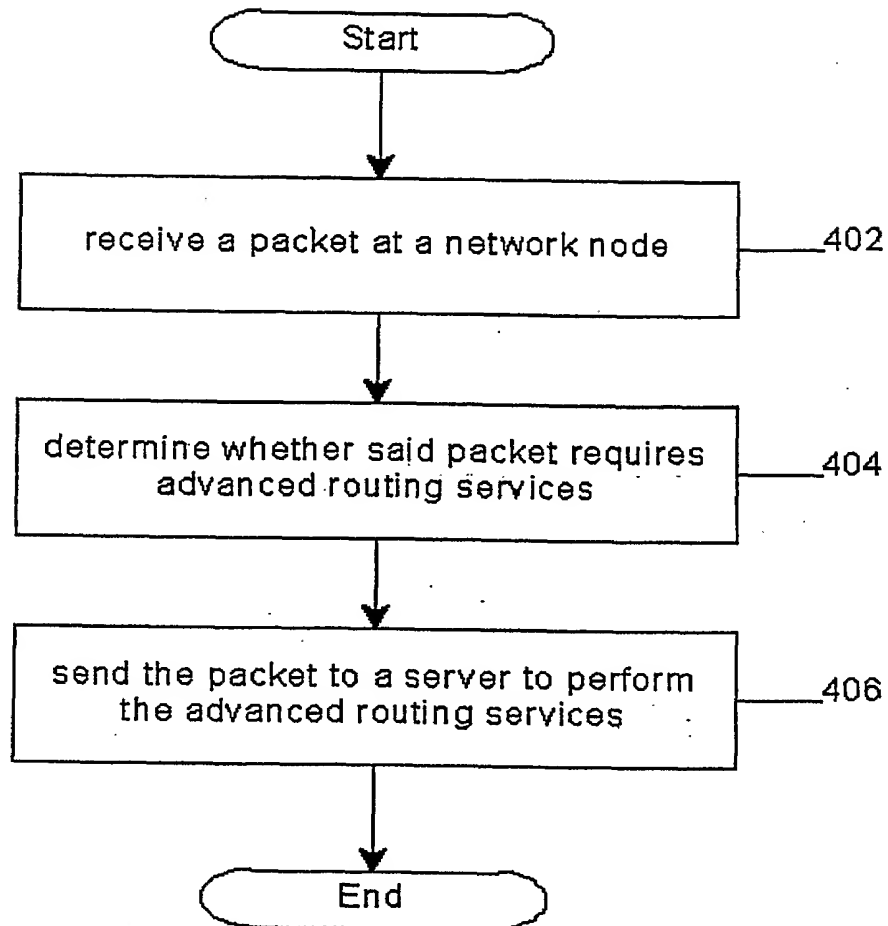 Start
receive a packet at a network node
402
determine whether said packet requires
advanced routing services
404
send the packet to a server to perform
the advanced routing services
406
End